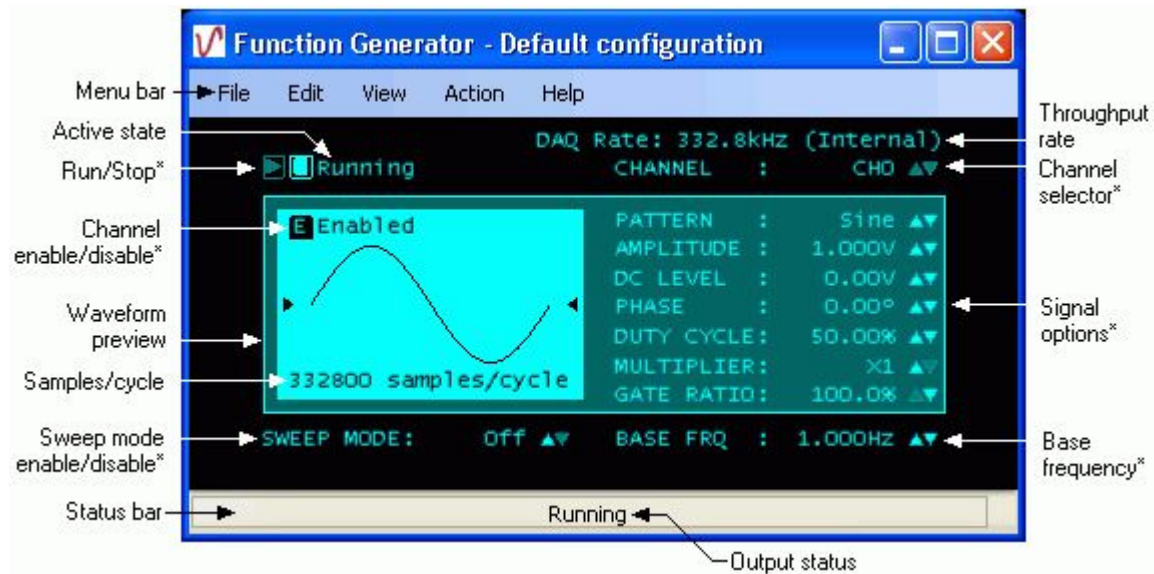 Function Generator - Default configuration
Menu bar
File Edit View Action Help
Throughput
rate
Active state
DAQ Rate: 332.8kHz (Internal)
Run/Stop*
Running
CHANNEL : CH0
Channel
selector*
Channel
enable/disable*
E Enabled
PATTERN : Sine
AMPLITUDE : 1.000V
DC LEVEL : 0.00V
PHASE : 0.00°
DUTY CYCLE: 50.00%
MULTIPLIER: X1
GATE RATIO: 100.0%
Signal
options*
Waveform
preview
Samples/cycle
332800 samples/cycle
Sweep mode
enable/disable*
SWEEP MODE: Off
BASE FRQ : 1.000Hz
Base
frequency*
Status bar
Running
Output status